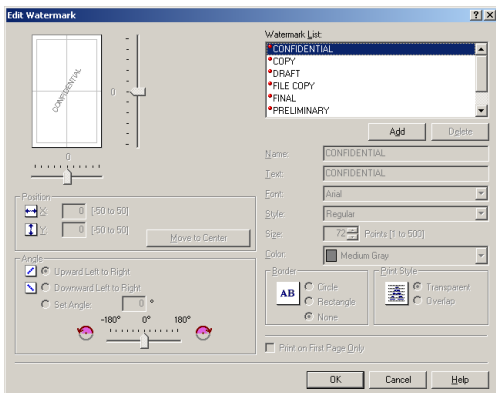 Edit Watermark
CONFIDENTIAL
0
0
Position
X: 0 [-50 to 50]
Y: 0 [-50 to 50]
Move to Center
Angle
Upward Left to Right
Downward Left to Right
Set Angle: 0 °
-180° 0° 180°
Watermark List:
CONFIDENTIAL
COPY
DRAFT
FILE COPY
FINAL
PRELIMINARY
Add Delete
Name: CONFIDENTIAL
Text: CONFIDENTIAL
Font: Arial
Style: Regular
Size: 72 Points [1 to 500]
Color: Medium Gray
Border
AB
Circle
Rectangle
None
Print Style
Transparent
Overlap
Print on First Page Only
OK Cancel Help